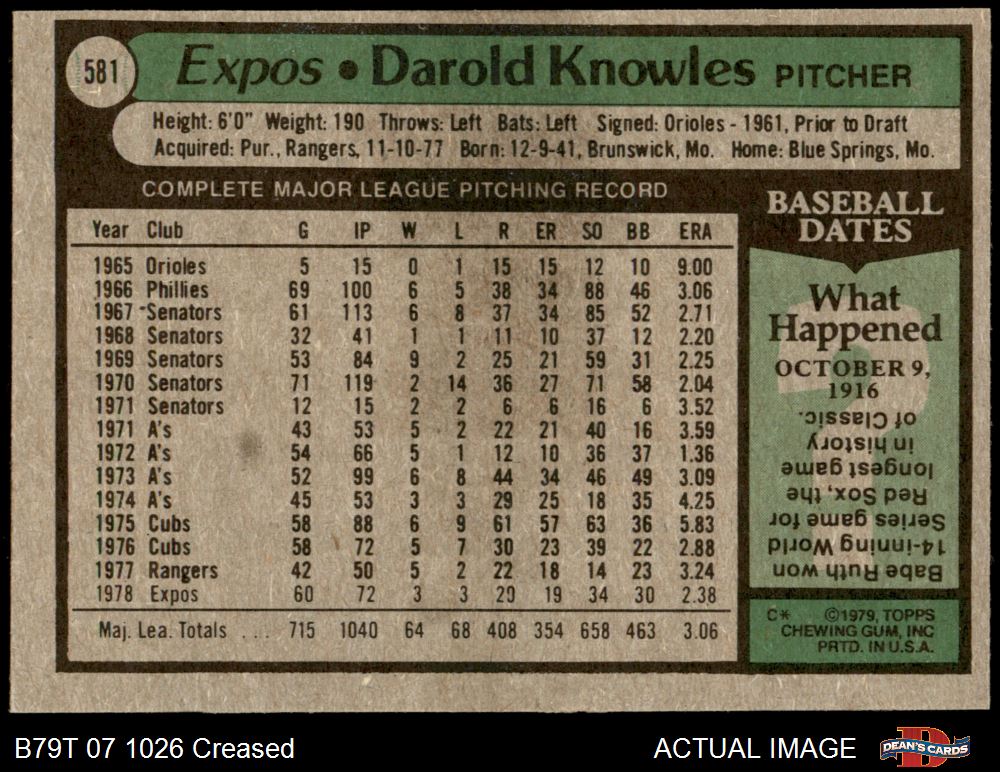 581 Expos • Darold Knowles PITCHER
Height: 6'0" Weight: 190 Throws: Left Bats: Left Signed: Orioles - 1961, Prior to Draft
Acquired: Pur., Rangers, 11-10-77 Born: 12-9-41, Brunswick, Mo. Home: Blue Springs, Mo.
COMPLETE MAJOR LEAGUE PITCHING RECORD
Year Club G IP W L R ER SO BB ERA
1965 Orioles 5 15 0 1 15 15 12 10 9.00
1966 Phillies 69 100 6 5 38 34 88 46 3.06
1967 Senators 61 113 6 8 37 34 85 52 2.71
1968 Senators 32 41 1 1 11 10 37 12 2.20
1969 Senators 53 84 9 2 25 21 59 31 2.25
1970 Senators 71 119 2 14 36 27 71 58 2.04
1971 Senators 12 15 2 2 6 6 16 6 3.52
1971 A's 43 53 5 2 22 21 40 16 3.59
1972 A's 54 66 5 1 12 10 36 37 1.36
1973 A's 52 99 6 8 44 34 46 49 3.09
1974 A's 45 53 3 3 29 25 18 35 4.25
1975 Cubs 58 88 6 9 61 57 63 36 5.83
1976 Cubs 58 72 5 7 30 23 39 22 2.88
1977 Rangers 42 50 5 2 22 18 14 23 3.24
1978 Expos 60 72 3 3 20 19 34 30 2.38
Maj. Lea. Totals ... 715 1040 64 68 408 354 658 463 3.06
BASEBALL
DATES
What
Happened
OCTOBER 9,
1916
Babe Ruth won
14-inning World
Series game for
Red Sox, the
longest game
in history
of Classic.
C* ©1979, TOPPS
CHEWING GUM, INC
PRTD. IN U.S.A.
B79T 07 1026 Creased
ACTUAL IMAGE
DEAN'S CARDS